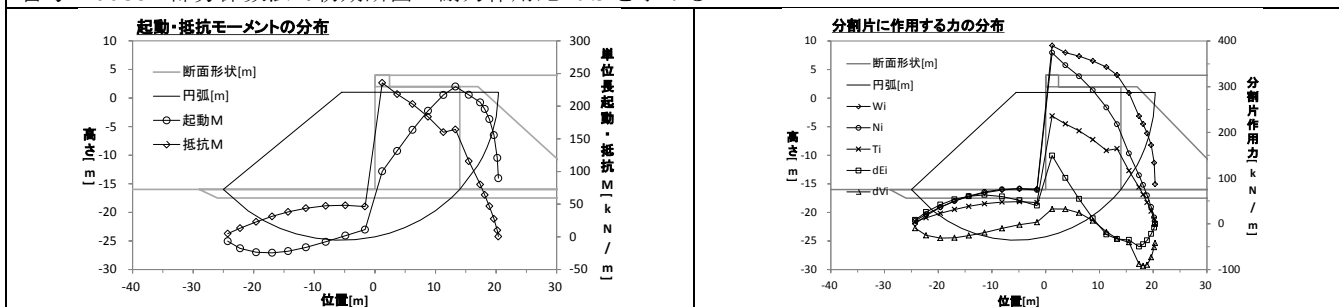 起動・抵抗モーメントの分布
断面形状[m]
円弧[m]
起動M
抵抗M
10
5
0
-5
-10
-15
-20
-25
-30
高さ[m]
300
250
200
150
100
50
0
-50
単位長起動・抵抗M[kN/m]
-40
-30
-20
-10
0
10
20
30
位置[m]
分割片に作用する力の分布
断面形状[m]
円弧[m]
Wi
Ni
Ti
dEi
dVi
10
5
0
-5
-10
-15
-20
-25
-30
高さ[m]
400
300
200
100
0
-100
分割片作用力[kN/m]
-40
-30
-20
-10
0
10
20
30
位置[m]